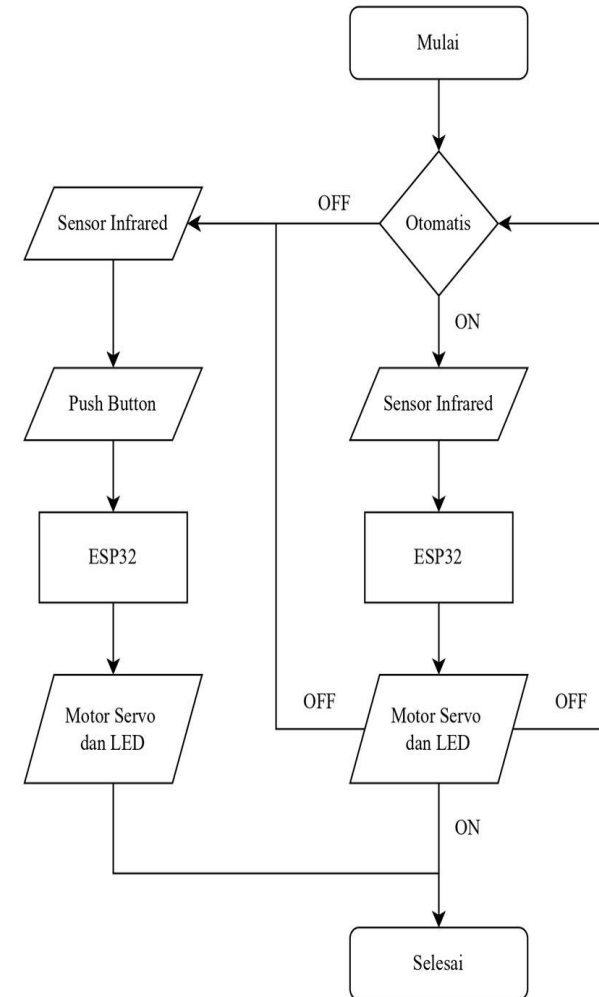 Mulai
OFF
Sensor Infrared
Otomatis
ON
Push Button
Sensor Infrared
ESP32
ESP32
OFF
OFF
Motor Servo
dan LED
Motor Servo
dan LED
ON
Selesai